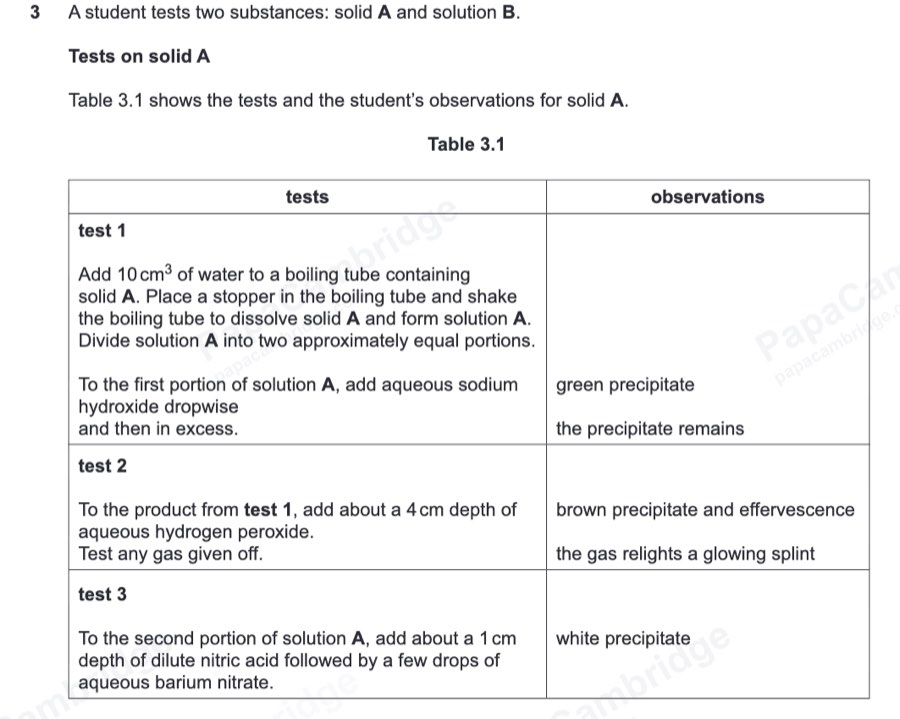 3 A student tests two substances: solid A and solution B.
Tests on solid A
Table 3.1 shows the tests and the student's observations for solid A.
Table 3.1
tests observations
test 1
Add 10 cm³ of water to a boiling tube containing
solid A. Place a stopper in the boiling tube and shake
the boiling tube to dissolve solid A and form solution A.
Divide solution A into two approximately equal portions.
To the first portion of solution A, add aqueous sodium green precipitate
hydroxide dropwise
and then in excess. the precipitate remains
test 2
To the product from test 1, add about a 4 cm depth of brown precipitate and effervescence
aqueous hydrogen peroxide.
Test any gas given off. the gas relights a glowing splint
test 3
To the second portion of solution A, add about a 1 cm white precipitate
depth of dilute nitric acid followed by a few drops of
aqueous barium nitrate.